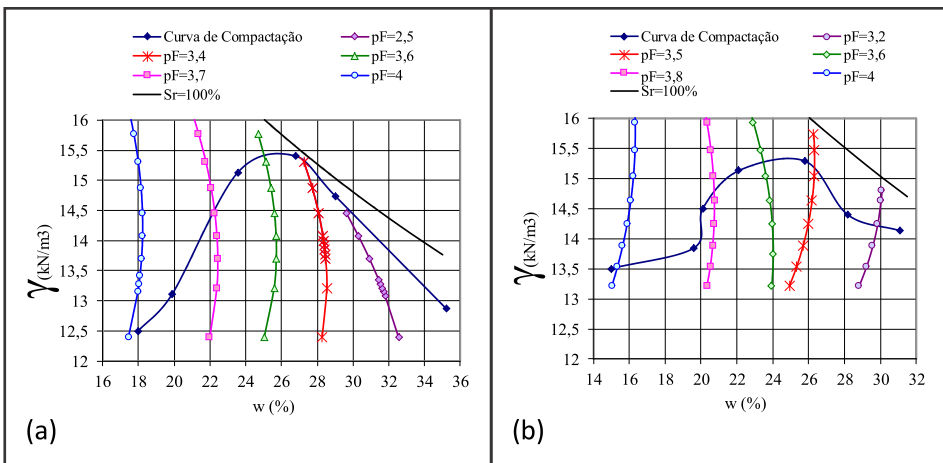 Curva de Compactação pF=2,5
pF=3,4 pF=3,6
pF=3,7 pF=4
Sr=100%
16
15,5
15
14,5
14
13,5
13
12,5
12
γ(kN/m3)
16 18 20 22 24 26 28 30 32 34 36
w (%)
(a)
Curva de Compactação pF=3,2
pF=3,5 pF=3,6
pF=3,8 pF=4
Sr=100%
16
15,5
15
14,5
14
13,5
13
12,5
12
γ(kN/m3)
14 16 18 20 22 24 26 28 30 32
w (%)
(b)